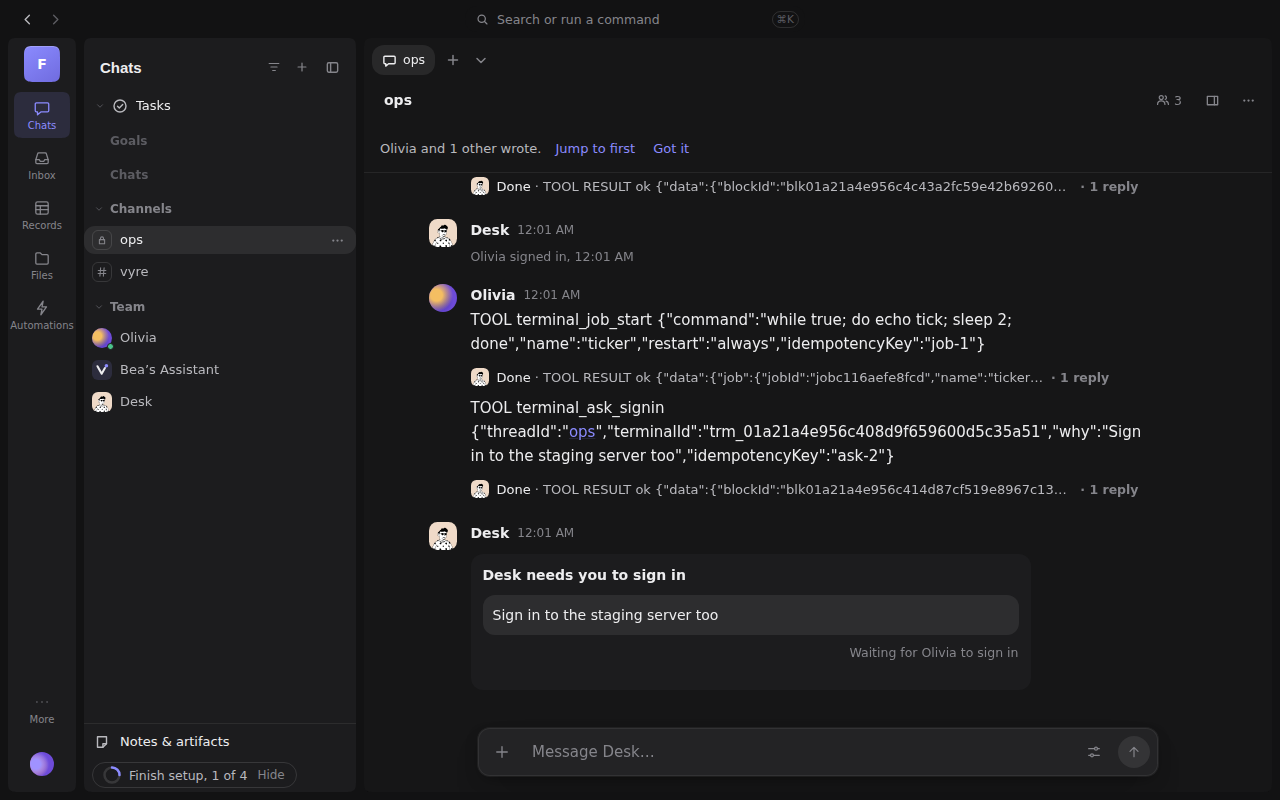 Search or run a command ⌘K
F
Chats
Inbox
Records
Files
Automations
More
Chats
Tasks
Goals
Chats
Channels
ops
vyre
Team
Olivia
Bea’s Assistant
Desk
Notes & artifacts
Finish setup, 1 of 4 Hide
ops
ops
3
Olivia and 1 other wrote. Jump to first Got it
Done · TOOL RESULT ok {"data":{"blockId":"blk01a21a4e956c4c43a2fc59e42b69260… · 1 reply
Desk 12:01 AM
Olivia signed in, 12:01 AM
Olivia 12:01 AM
TOOL terminal_job_start {"command":"while true; do echo tick; sleep 2;
done","name":"ticker","restart":"always","idempotencyKey":"job-1"}
Done · TOOL RESULT ok {"data":{"job":{"jobId":"jobc116aefe8fcd","name":"ticker… · 1 reply
TOOL terminal_ask_signin
{"threadId":"ops","terminalId":"trm_01a21a4e956c408d9f659600d5c35a51","why":"Sign
in to the staging server too","idempotencyKey":"ask-2"}
Done · TOOL RESULT ok {"data":{"blockId":"blk01a21a4e956c414d87cf519e8967c13… · 1 reply
Desk 12:01 AM
Desk needs you to sign in
Sign in to the staging server too
Waiting for Olivia to sign in
Message Desk…